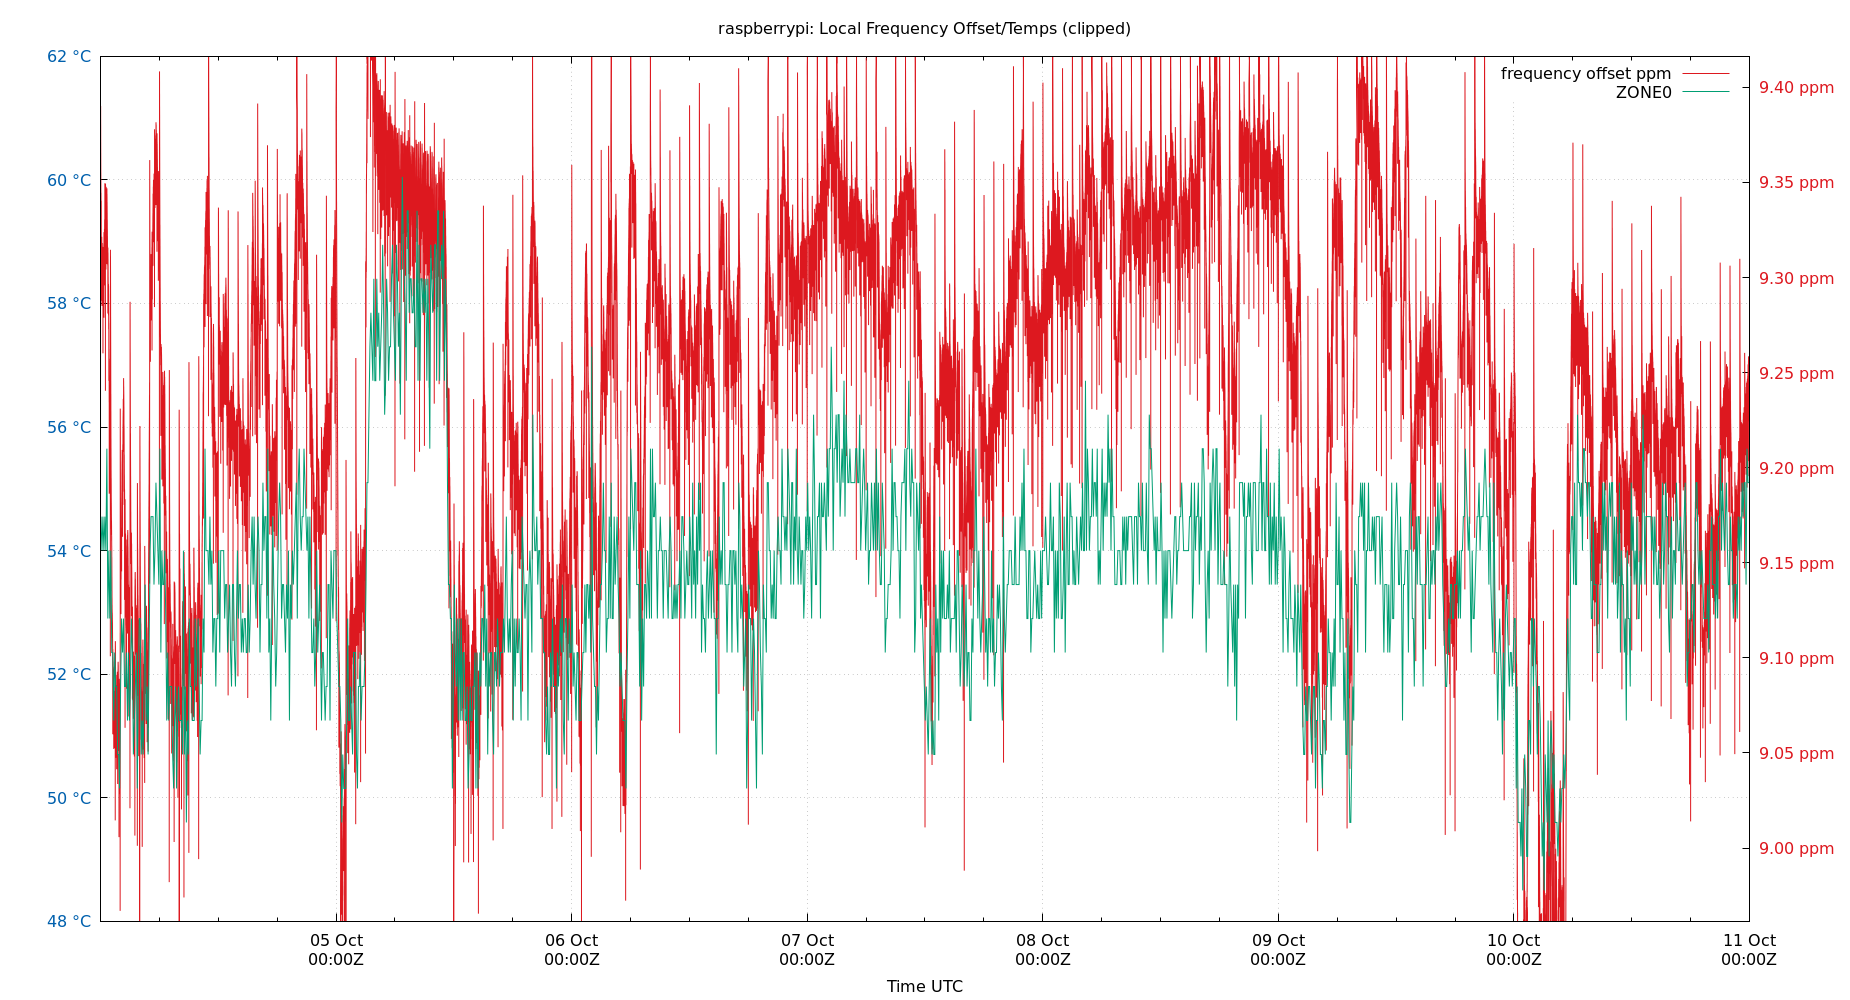 raspberrypi: Local Frequency Offset/Temps (clipped)
62 °C
60 °C
58 °C
56 °C
54 °C
52 °C
50 °C
48 °C
frequency offset ppm
ZONE0
9.40 ppm
9.35 ppm
9.30 ppm
9.25 ppm
9.20 ppm
9.15 ppm
9.10 ppm
9.05 ppm
9.00 ppm
05 Oct
00:00Z
06 Oct
00:00Z
07 Oct
00:00Z
08 Oct
00:00Z
09 Oct
00:00Z
10 Oct
00:00Z
11 Oct
00:00Z
Time UTC